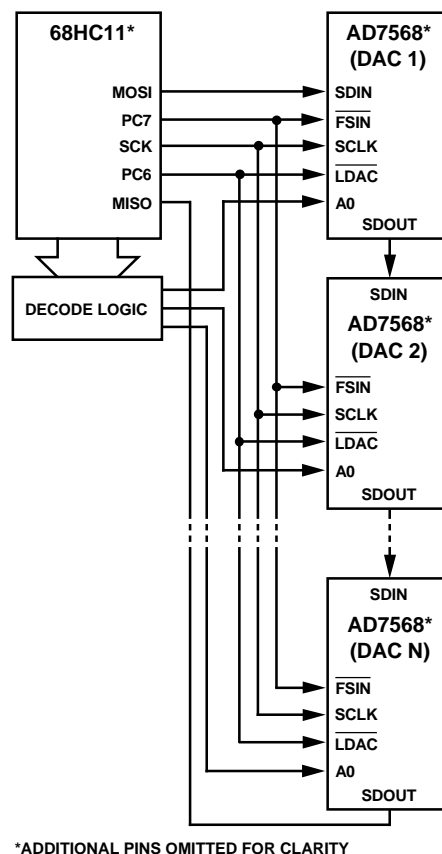 68HC11*
MOSI
PC7
SCK
PC6
MISO
DECODE LOGIC
AD7568*
(DAC 1)
SDIN
FSIN
SCLK
LDAC
A0
SDOUT
SDIN
AD7568*
(DAC 2)
FSIN
SCLK
LDAC
A0
SDOUT
SDIN
AD7568*
(DAC N)
FSIN
SCLK
LDAC
A0
SDOUT
*ADDITIONAL PINS OMITTED FOR CLARITY